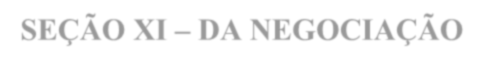 SEÇÃO XI – DA NEGOCIAÇÃO